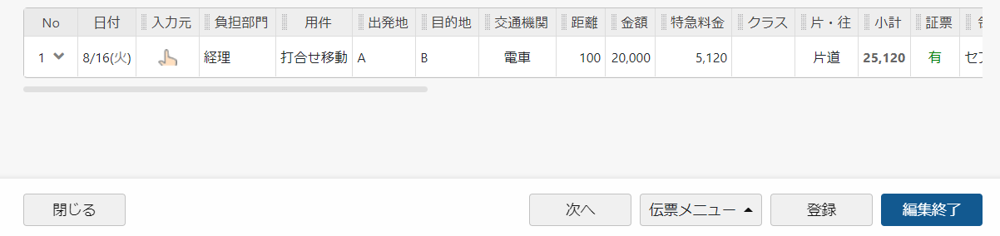 No 日付 入力元 負担部門 用件 出発地 目的地 交通機関 距離 金額 特急料金 クラス 片・往 小計 証票
1 8/16(火) 経理 打合せ移動 A B 電車 100 20,000 5,120 片道 25,120 有
閉じる 次へ 伝票メニュー 登録 編集終了